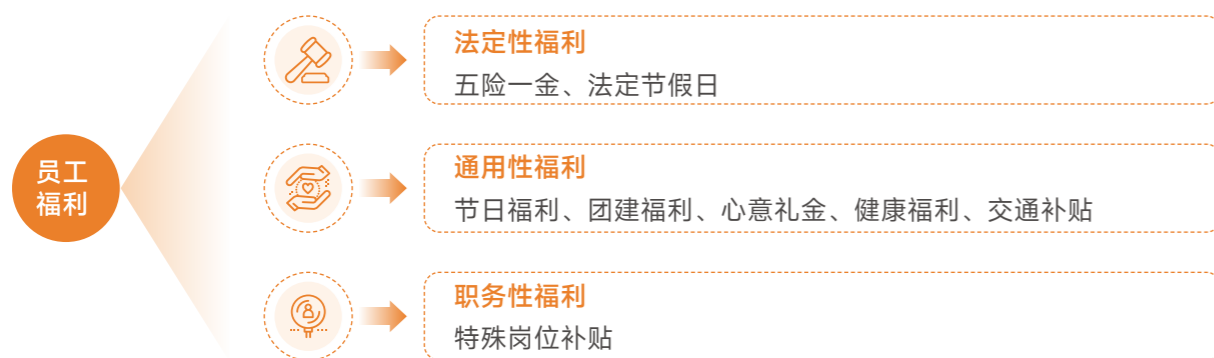 员工
福利
法定性福利
五险一金、法定节假日
通用性福利
节日福利、团建福利、心意礼金、健康福利、交通补贴
职务性福利
特殊岗位补贴